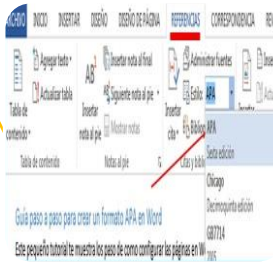 ARCHIVO INICIO INSERTAR DISEÑO DISEÑO DE PÁGINA REFERENCIAS CORRESPONDENCIA
Agregar texto
Actualizar tabla
Tabla de contenido
Tabla de contenido
AB
Insertar nota al pie
Insertar nota al final
Siguiente nota al pie
Mostrar notas
Notas al pie
Insertar cita
Administrar fuentes
Estilo: APA
Citas y
APA
Sexta edición
Chicago
Decimoquinta edición
GB7714
2005
Guía paso a paso para crear un formato APA en Word
Este pequeño tutorial te muestra los paso de como configurar las páginas en